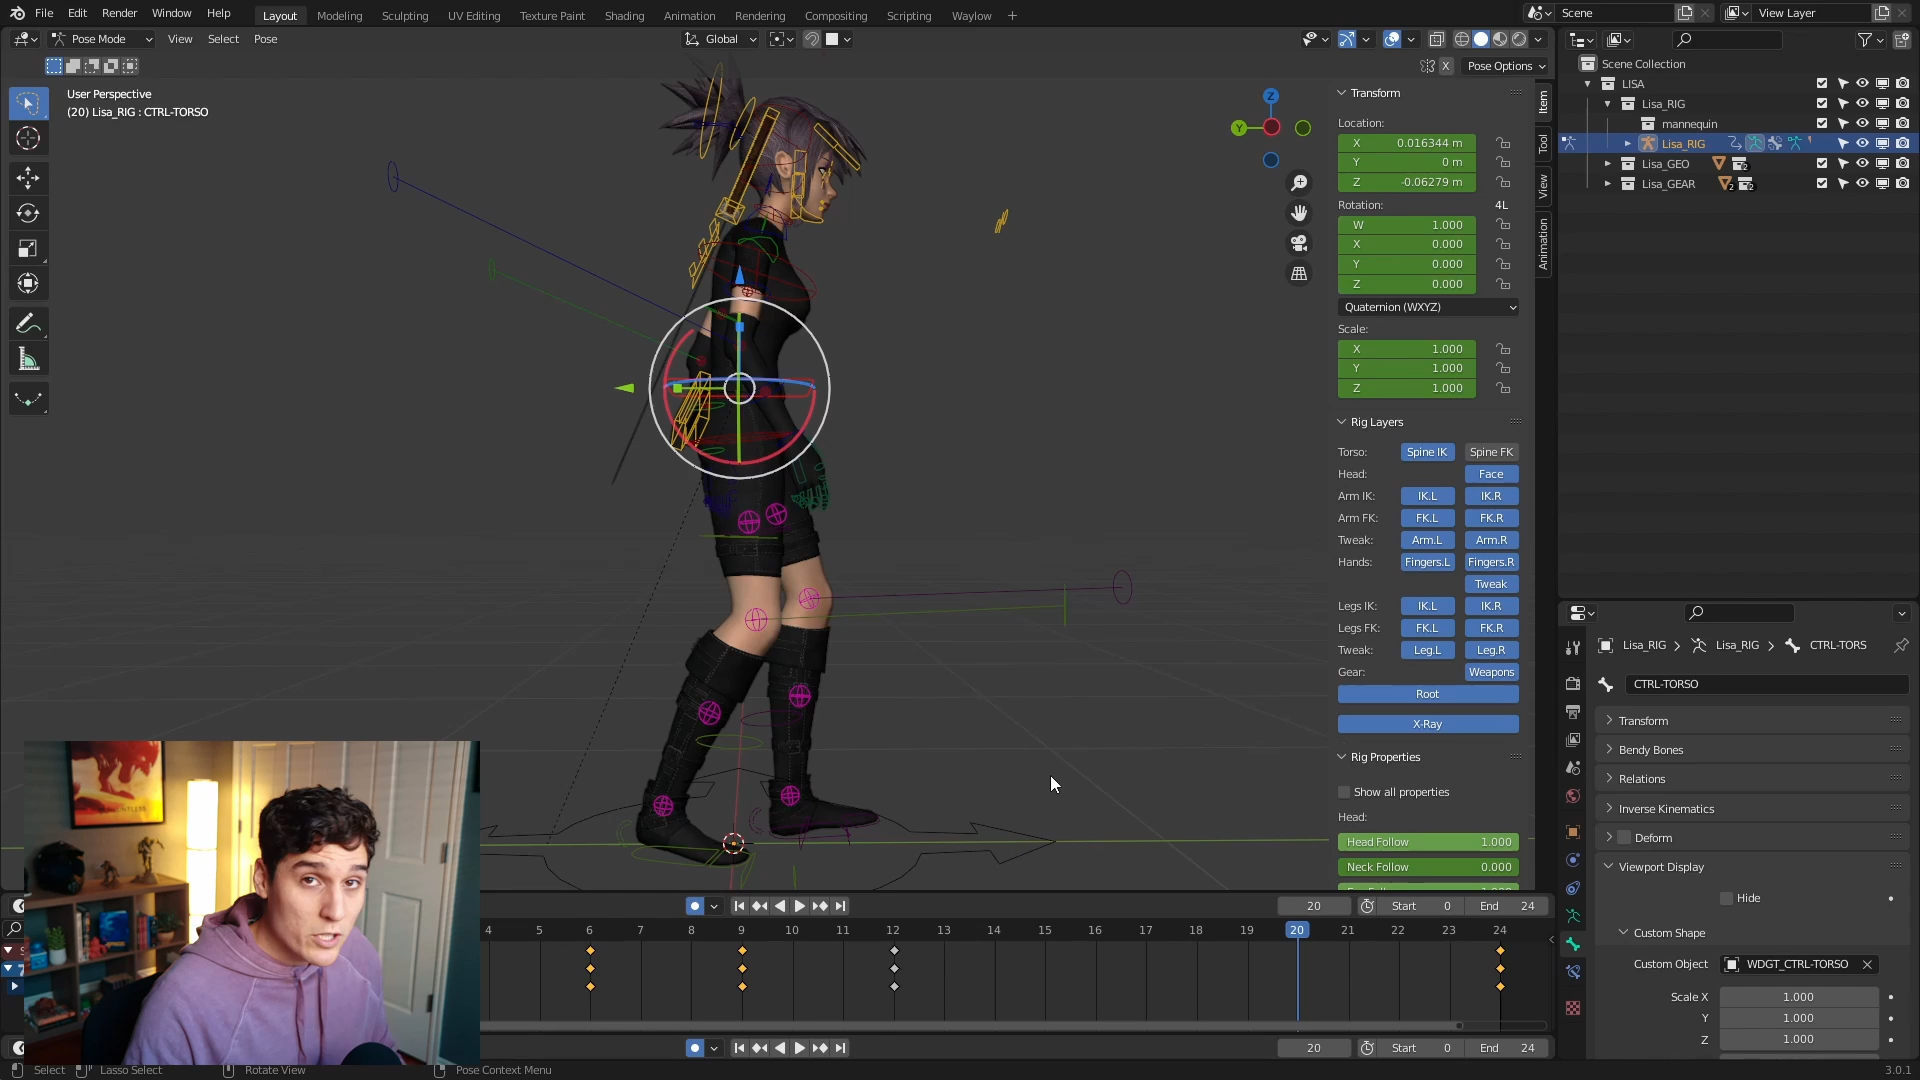 File Edit Render Window Help Layout Modeling Sculpting UV Editing Texture Paint Shading Animation Rendering Compositing Scripting Waylow + Scene View Layer
Pose Mode View Select Pose Global
X Pose Options
User Perspective
(20) Lisa_RIG : CTRL-TORSO
Z
Y
Transform
Location:
X 0.016344 m
Y 0 m
Z -0.06279 m
Rotation: 4L
W 1.000
X 0.000
Y 0.000
Z 0.000
Quaternion (WXYZ)
Scale:
X 1.000
Y 1.000
Z 1.000
Rig Layers
Torso: Spine IK Spine FK
Head: Face
Arm IK: IK.L IK.R
Arm FK: FK.L FK.R
Tweak: Arm.L Arm.R
Hands: Fingers.L Fingers.R
Tweak
Legs IK: IK.L IK.R
Legs FK: FK.L FK.R
Tweak: Leg.L Leg.R
Gear: Weapons
Root
X-Ray
Rig Properties
Show all properties
Head:
Head Follow 1.000
Neck Follow 0.000
Item
Tool
View
Animation
Scene Collection
LISA
Lisa_RIG
mannequin
Lisa_RIG
Lisa_GEO 2
Lisa_GEAR 2 2
Lisa_RIG > Lisa_RIG > CTRL-TORS
CTRL-TORSO
Transform
Bendy Bones
Relations
Inverse Kinematics
Deform
Viewport Display
Hide
Custom Shape
Custom Object WDGT_CTRL-TORSO
Scale X 1.000
Y 1.000
Z 1.000
20 Start 0 End 24
4 5 6 7 8 9 10 11 12 13 14 15 16 17 18 19 20 21 22 23 24
20 Start 0 End 24
Select Lasso Select Rotate View Pose Context Menu 3.0.1